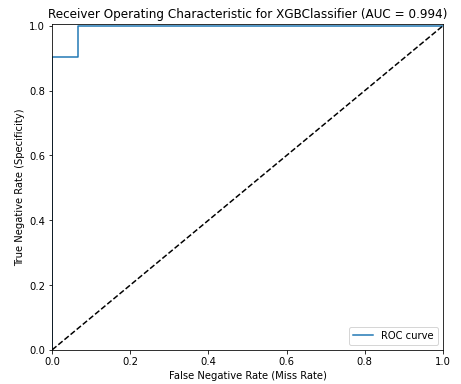 Receiver Operating Characteristic for XGBClassifier (AUC = 0.994)
1.0
0.8
0.6
0.4
0.2
0.0
True Negative Rate (Specificity)
ROC curve
0.0 0.2 0.4 0.6 0.8 1.0
False Negative Rate (Miss Rate)